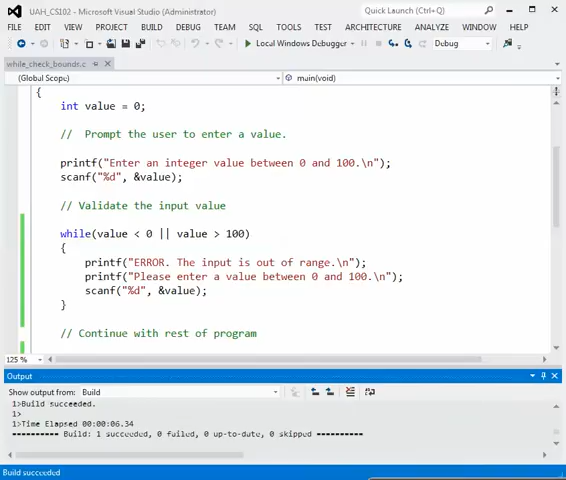 UAH_CS102 - Microsoft Visual Studio (Administrator)
Quick Launch (Ctrl+Q)
FILE EDIT VIEW PROJECT BUILD DEBUG TEAM SQL TOOLS TEST ARCHITECTURE ANALYZE WINDOW HELP
Local Windows Debugger Debug
while_check_bounds.c
(Global Scope) main(void)
{
int value = 0;
// Prompt the user to enter a value.
printf("Enter an integer value between 0 and 100.\n");
scanf("%d", &value);
// Validate the input value
while(value < 0 || value > 100)
{
printf("ERROR. The input is out of range.\n");
printf("Please enter a value between 0 and 100.\n");
scanf("%d", &value);
}
// Continue with rest of program
125 %
Output
Show output from: Build
1>Build succeeded.
1>
1>Time Elapsed 00:00:06.34
========== Build: 1 succeeded, 0 failed, 0 up-to-date, 0 skipped ==========
Build succeeded